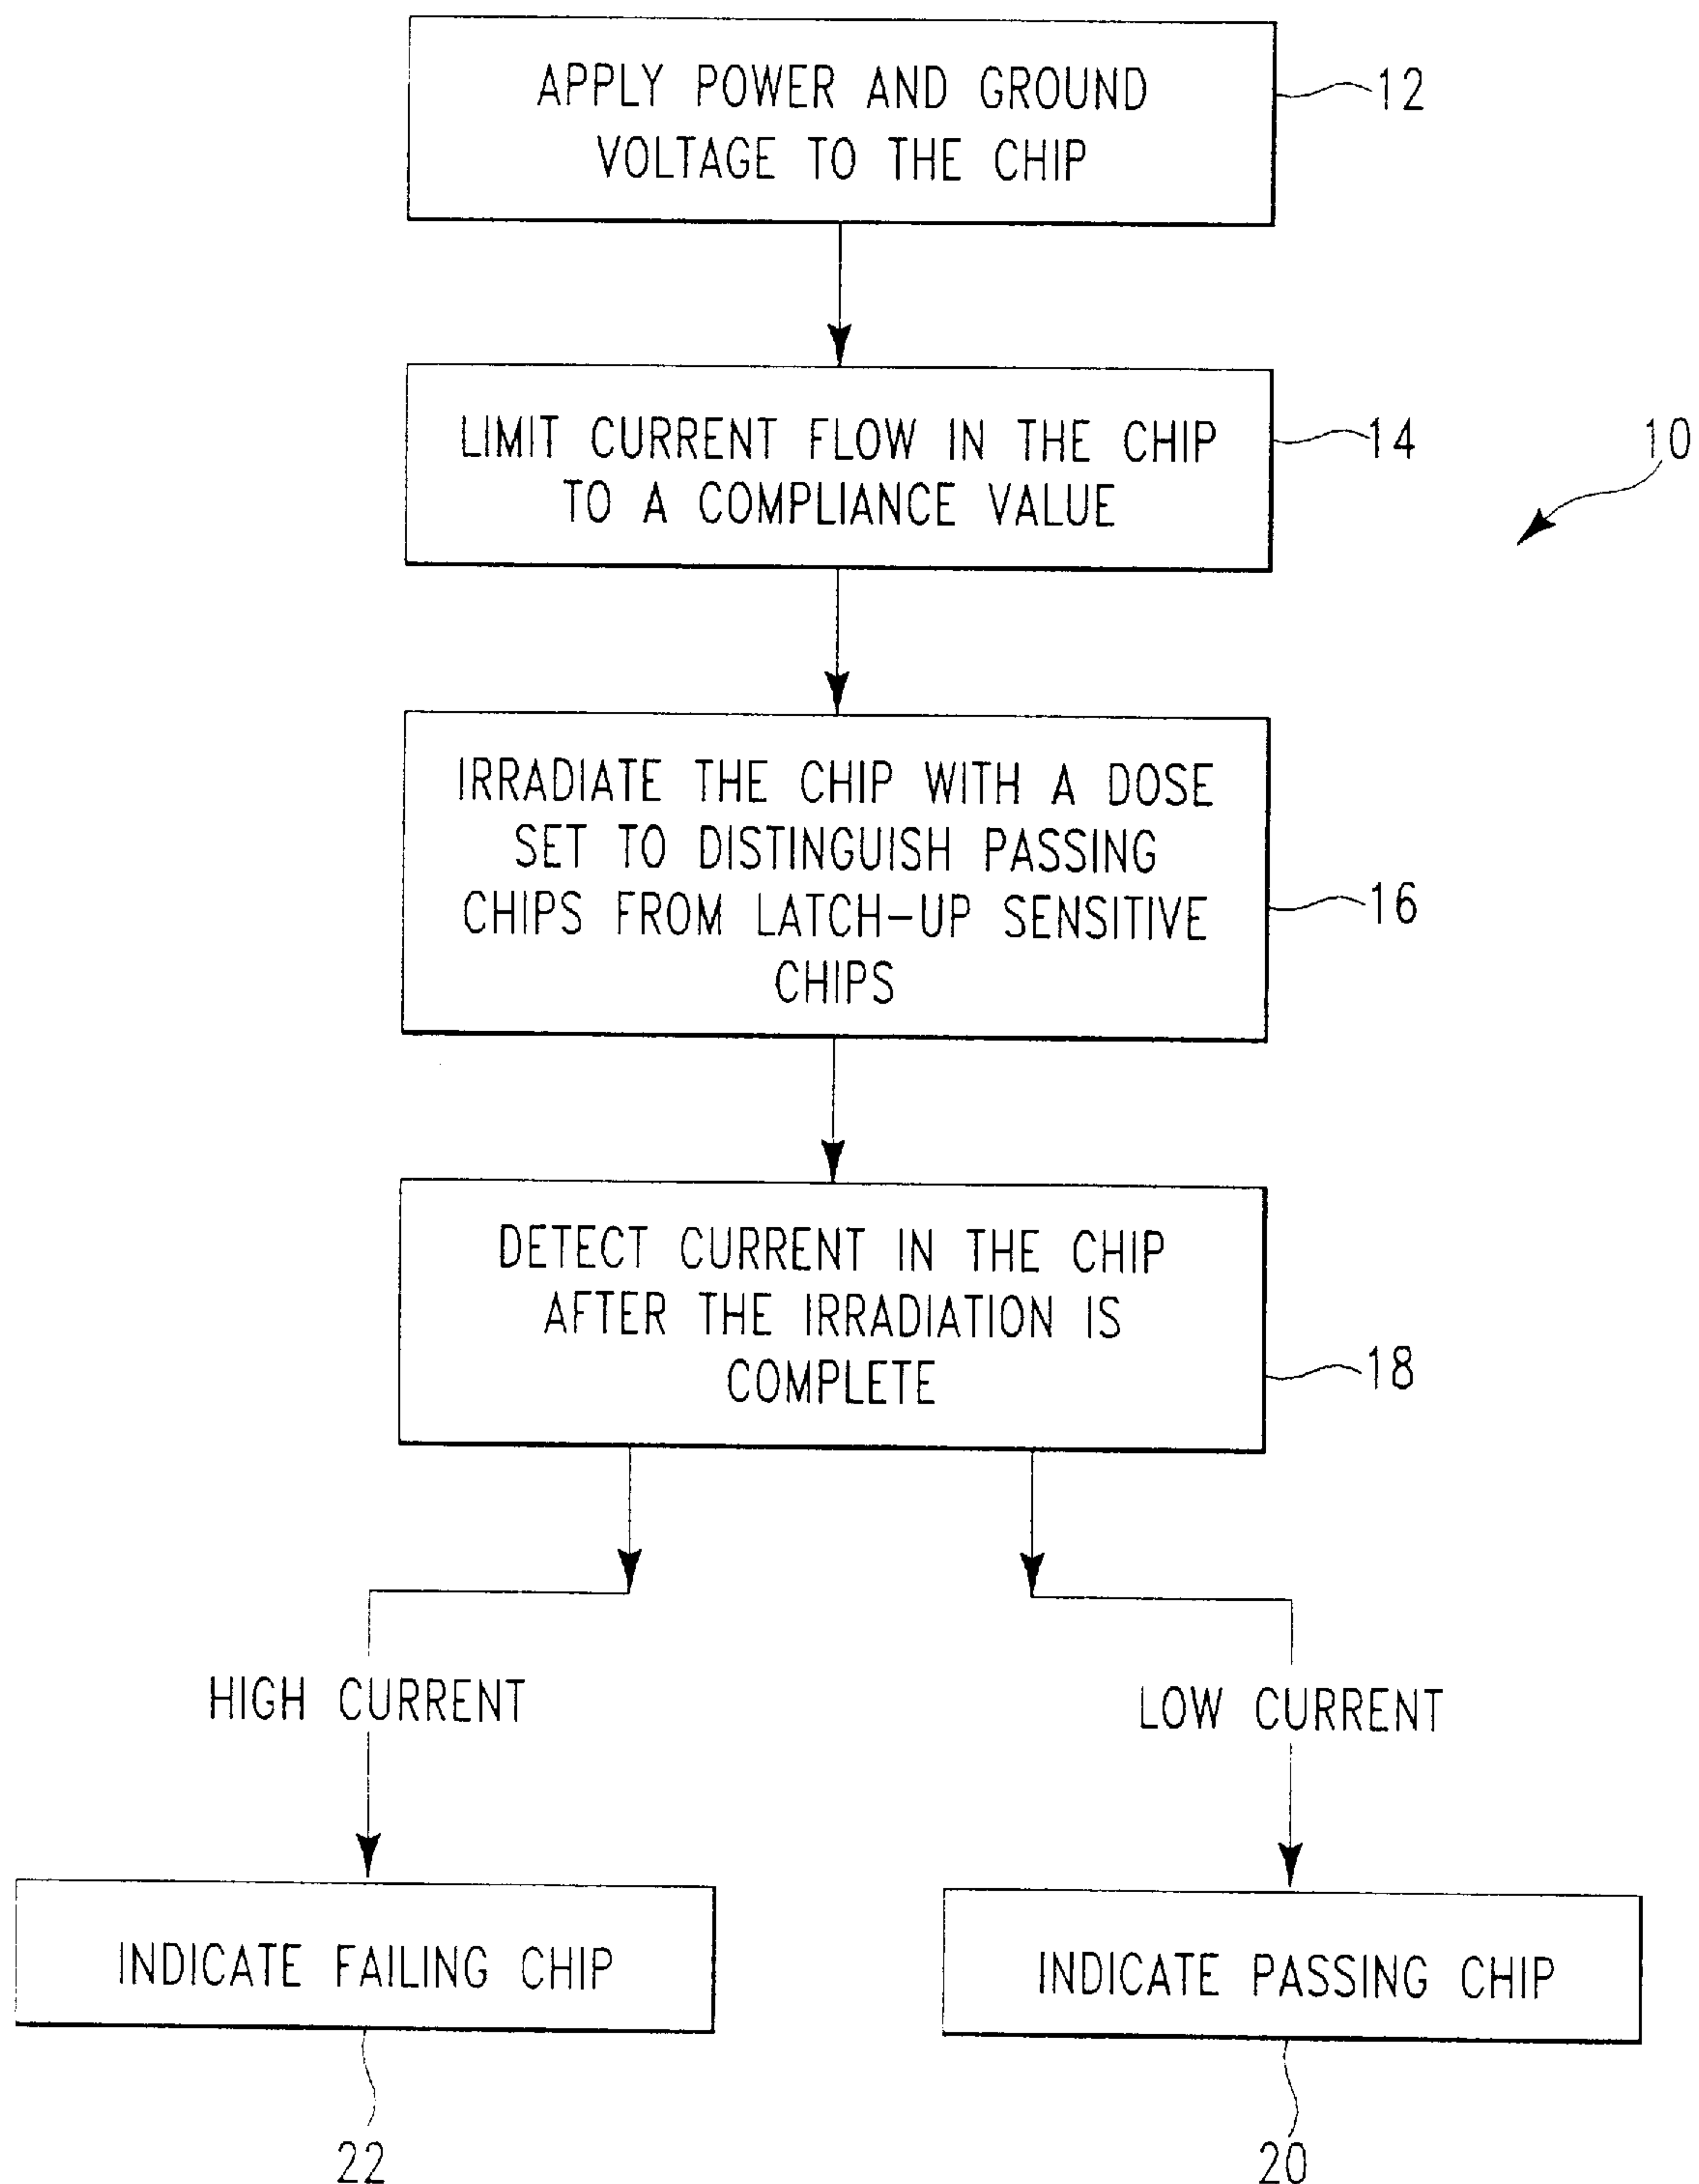 APPLY POWER AND GROUND
VOLTAGE TO THE CHIP
12
LIMIT CURRENT FLOW IN THE CHIP
TO A COMPLIANCE VALUE
14
10
IRRADIATE THE CHIP WITH A DOSE
SET TO DISTINGUISH PASSING
CHIPS FROM LATCH-UP SENSITIVE
CHIPS
16
DETECT CURRENT IN THE CHIP
AFTER THE IRRADIATION IS
COMPLETE
18
HIGH CURRENT
LOW CURRENT
INDICATE FAILING CHIP
INDICATE PASSING CHIP
22
20